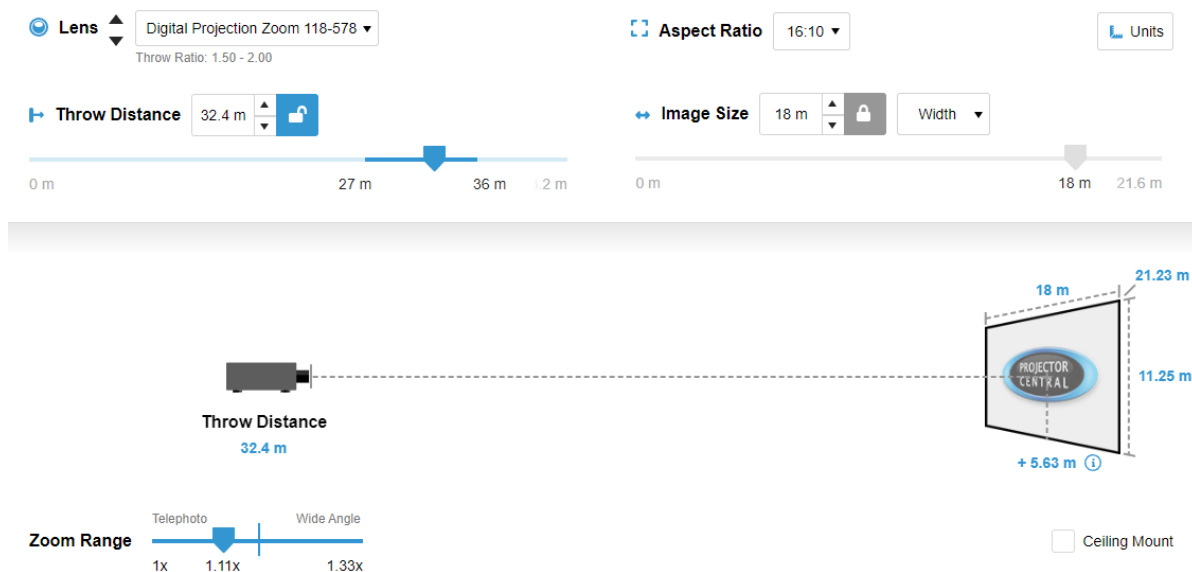 Lens Digital Projection Zoom 118-578 Aspect Ratio 16:10 Units
Throw Ratio: 1.50 - 2.00
Throw Distance 32.4 m Image Size 18 m Width
0 m 27 m 36 m .2 m 0 m 18 m 21.6 m
21.23 m
18 m
PROJECTOR
CENTRAL
11.25 m
Throw Distance
32.4 m
+ 5.63 m
Telephoto Wide Angle
Zoom Range Ceiling Mount
1x 1.11x 1.33x